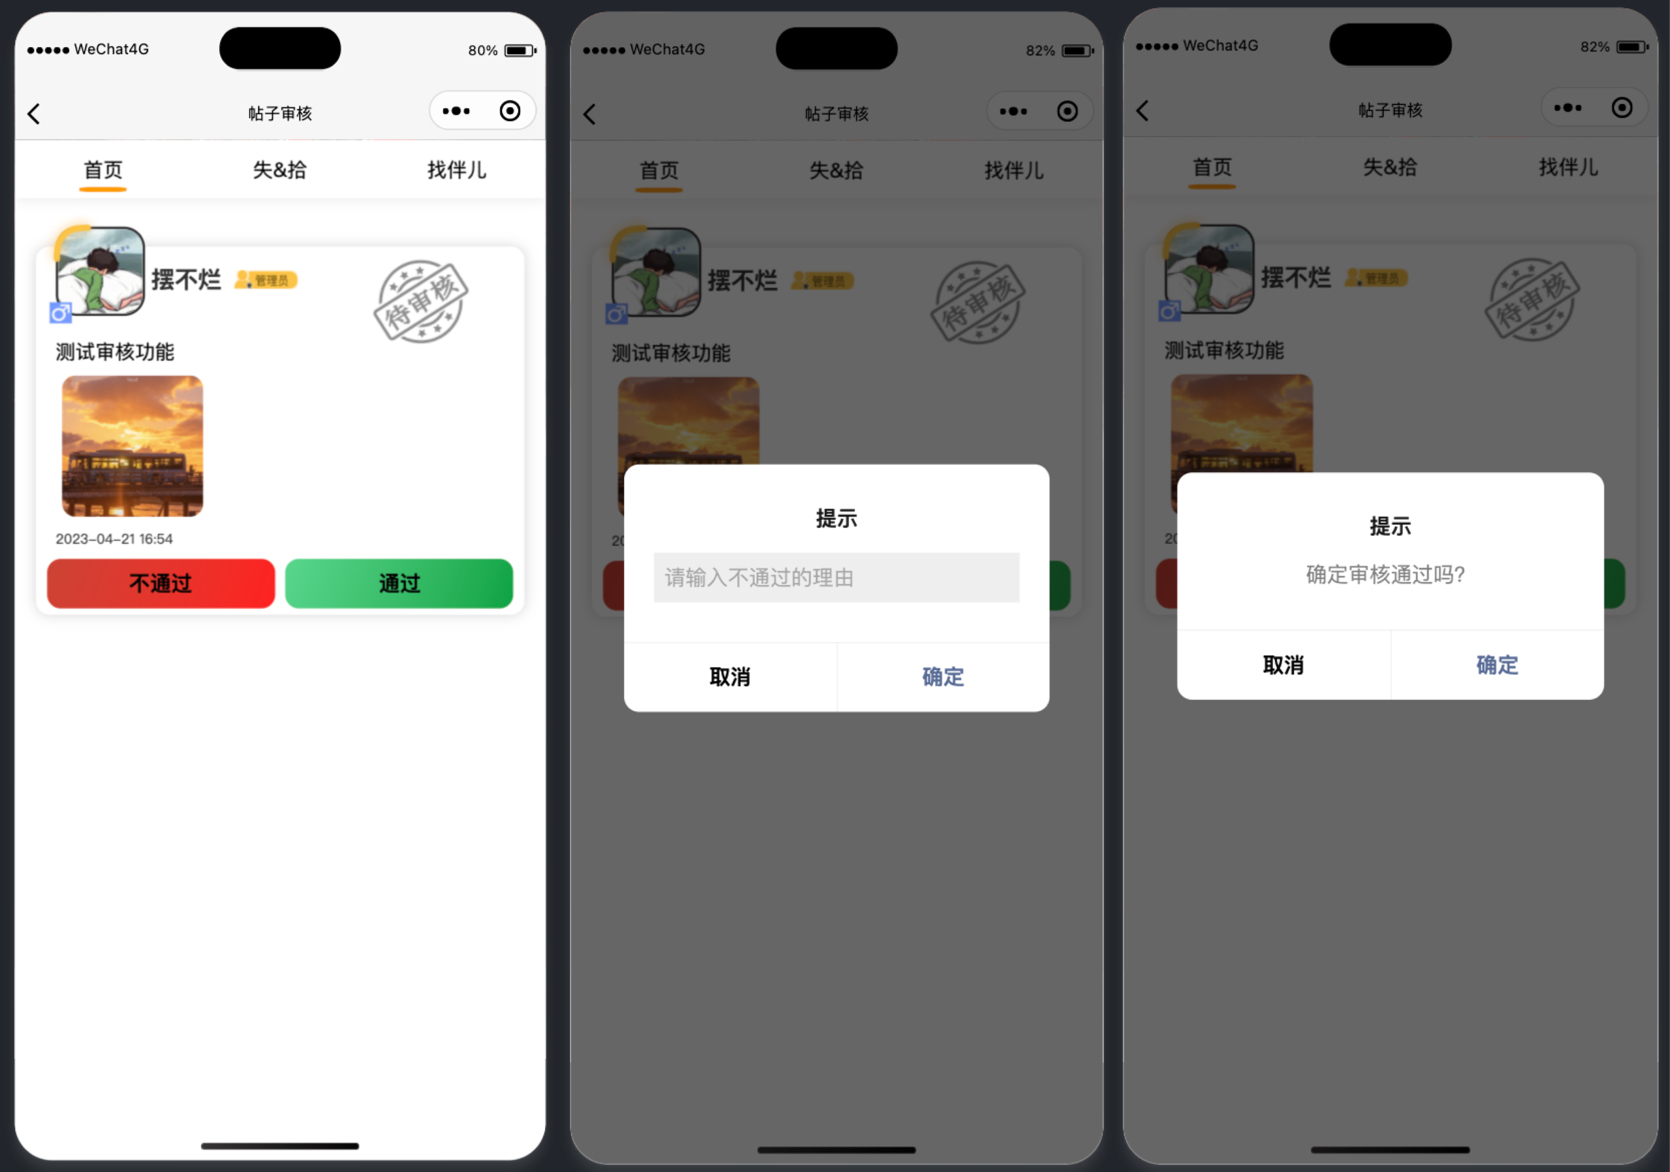 ●●●●● WeChat4G
80%
帖子审核
首页
失&拾
找伴儿
摆不烂
管理员
待审核
测试审核功能
2023-04-21 16:54
不通过
通过
●●●●● WeChat4G
82%
帖子审核
首页
失&拾
找伴儿
摆不烂
管理员
待审核
测试审核功能
20
提示
请输入不通过的理由
取消
确定
●●●●● WeChat4G
82%
帖子审核
首页
失&拾
找伴儿
摆不烂
管理员
待审核
测试审核功能
20
提示
确定审核通过吗?
取消
确定